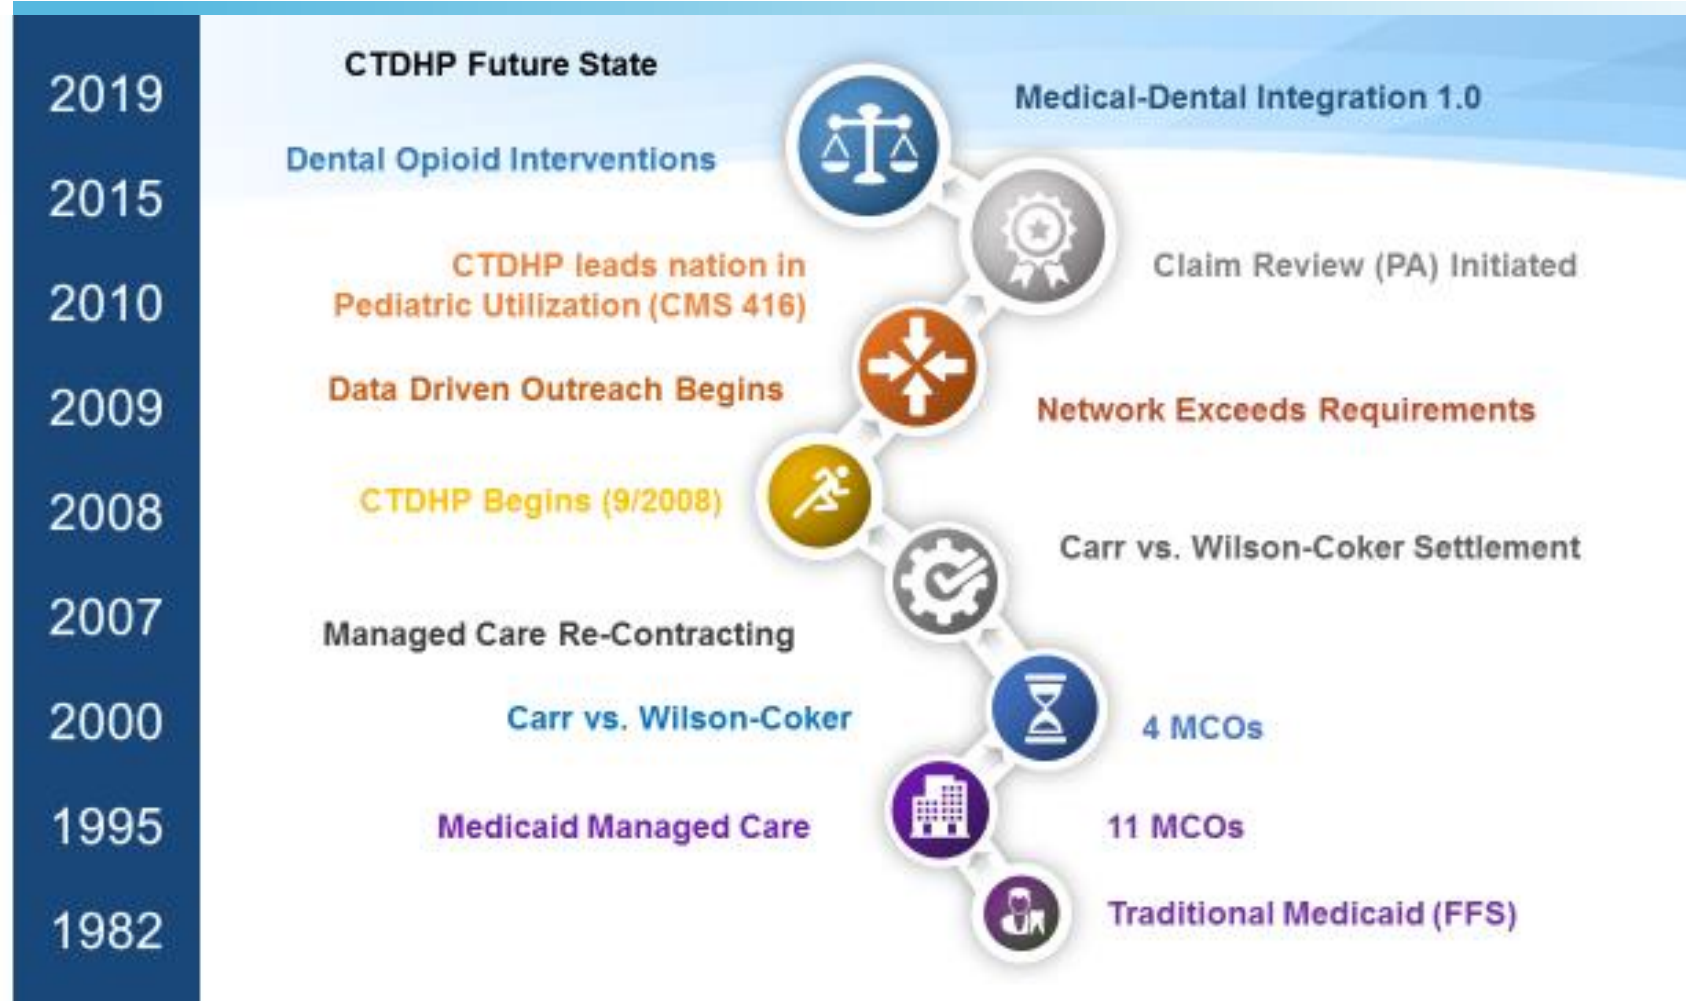 2019
CTDHP Future State
Medical-Dental Integration 1.0
Dental Opioid Interventions
2015
CTDHP leads nation in
Pediatric Utilization (CMS 416)
Claim Review (PA) Initiated
2010
Data Driven Outreach Begins
Network Exceeds Requirements
2009
CTDHP Begins (9/2008)
2008
Carr vs. Wilson-Coker Settlement
2007
Managed Care Re-Contracting
2000
Carr vs. Wilson-Coker
4 MCOs
1995
Medicaid Managed Care
11 MCOs
1982
Traditional Medicaid (FFS)